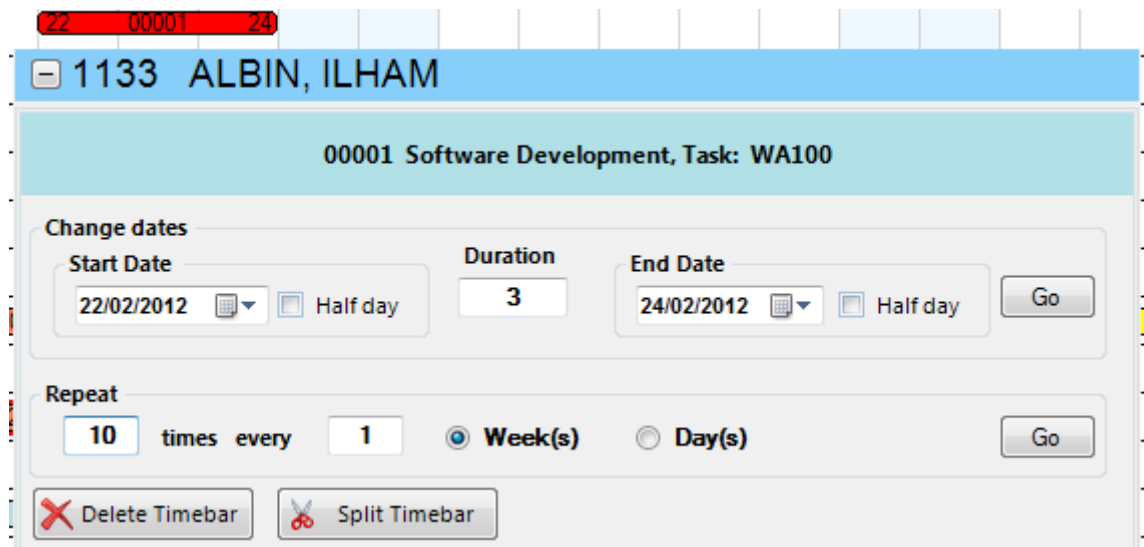 22 00001 24
1133 ALBIN, ILHAM
00001 Software Development, Task: WA100
Change dates
Start Date Duration End Date
22/02/2012 Half day 3 24/02/2012 Half day Go
Repeat
10 times every 1 Week(s) Day(s) Go
Delete Timebar Split Timebar